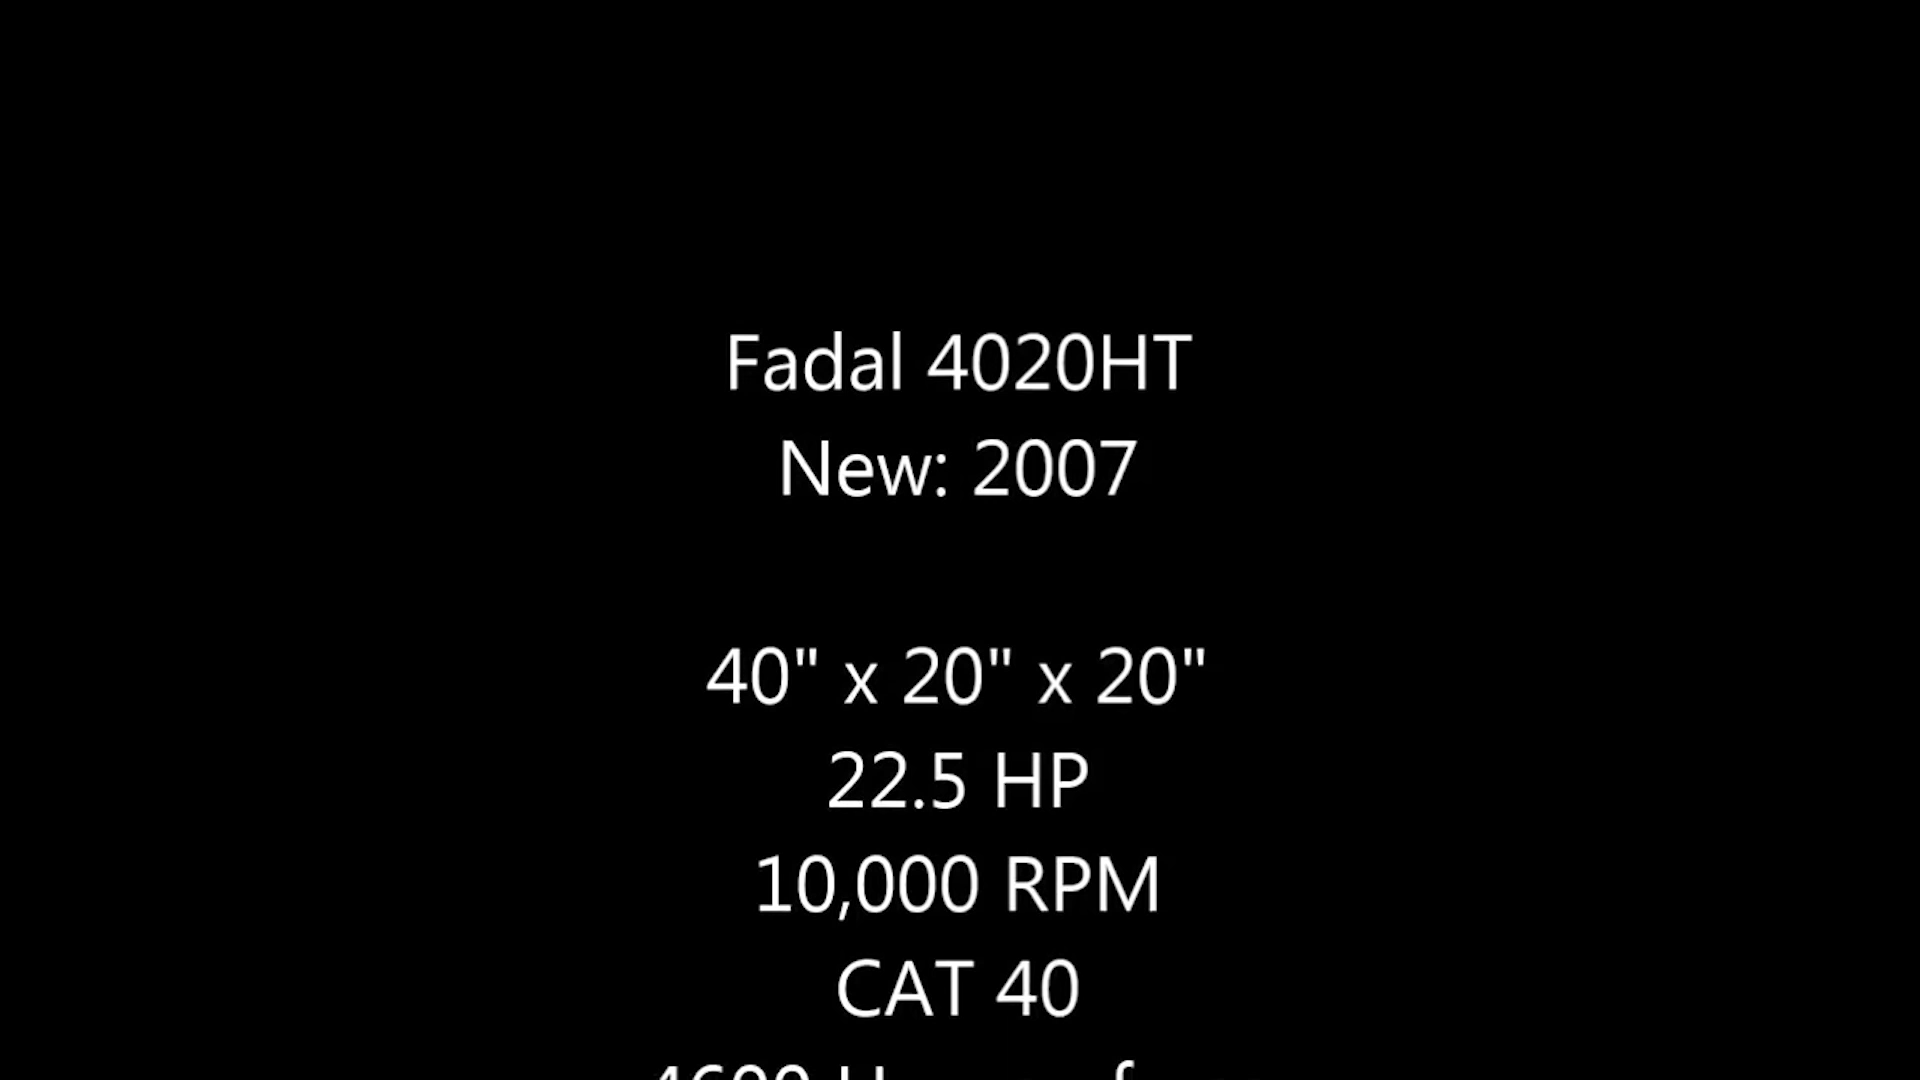 Fadal 4020HT
New: 2007
40" x 20" x 20"
22.5 HP
10,000 RPM
CAT 40